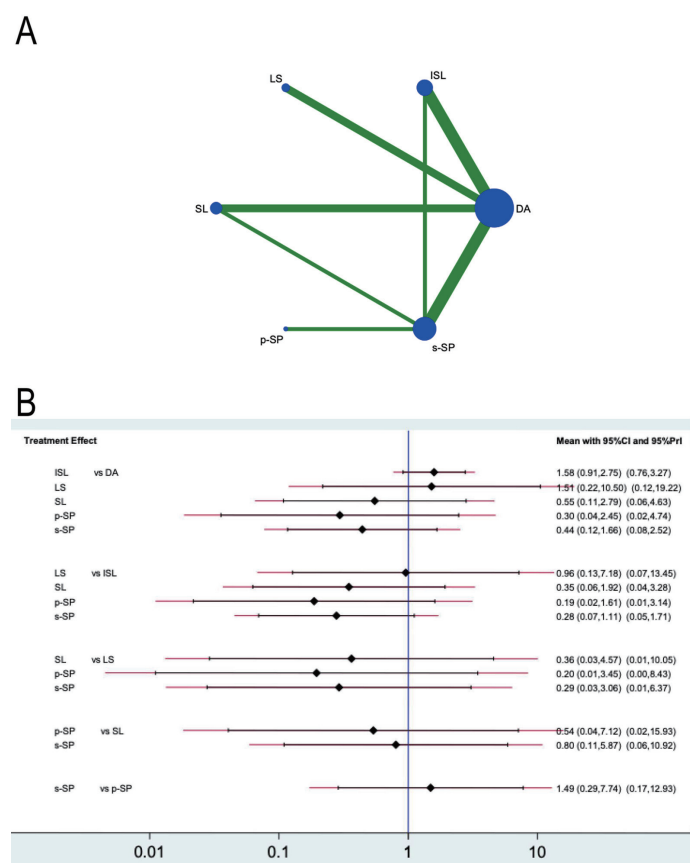 A
LS
ISL
SL
DA
p-SP
s-SP
B
Treatment Effect Mean with 95%CI and 95%PrI
ISL vs DA 1.58 (0.91,2.75) (0.76,3.27)
LS 1.51 (0.22,10.50) (0.12,19.22)
SL 0.55 (0.11,2.79) (0.06,4.63)
p-SP 0.30 (0.04,2.45) (0.02,4.74)
s-SP 0.44 (0.12,1.66) (0.08,2.52)
LS vs ISL 0.96 (0.13,7.18) (0.07,13.45)
SL 0.35 (0.06,1.92) (0.04,3.28)
p-SP 0.19 (0.02,1.61) (0.01,3.14)
s-SP 0.28 (0.07,1.11) (0.05,1.71)
SL vs LS 0.36 (0.03,4.57) (0.01,10.05)
p-SP 0.20 (0.01,3.45) (0.00,8.43)
s-SP 0.29 (0.03,3.06) (0.01,6.37)
p-SP vs SL 0.54 (0.04,7.12) (0.02,15.93)
s-SP 0.80 (0.11,5.87) (0.06,10.92)
s-SP vs p-SP 1.49 (0.29,7.74) (0.17,12.93)
0.01 0.1 1 10